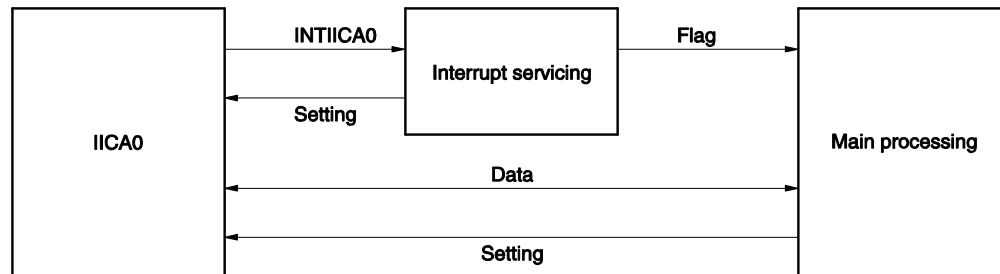 INTIICA0
Flag
Interrupt servicing
Setting
IICA0
Main processing
Data
Setting